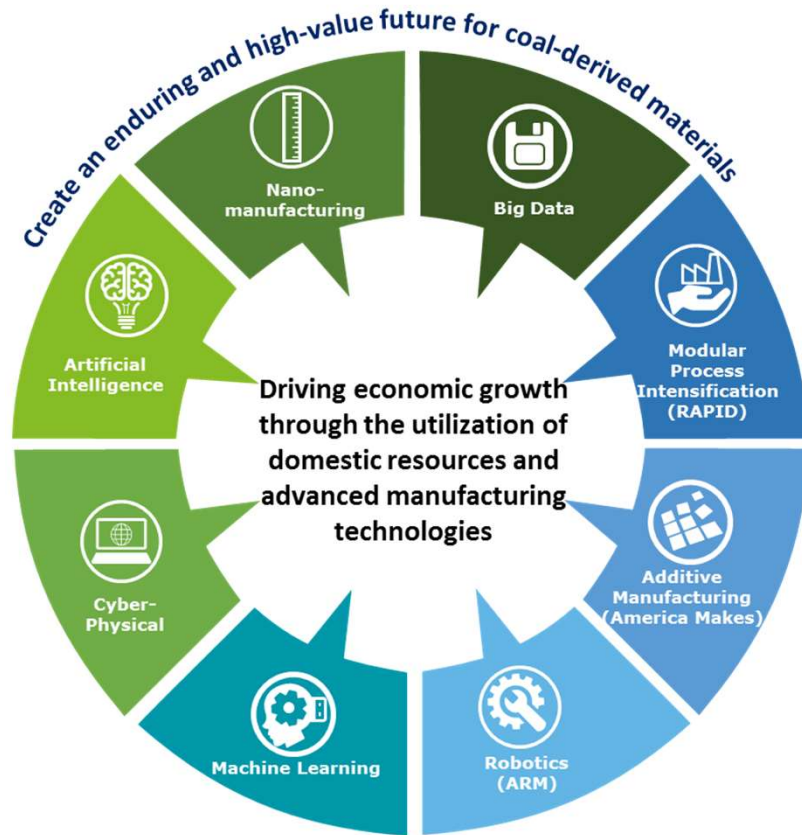 Create an enduring and high-value future for coal-derived materials
Nano-
manufacturing
Big Data
Modular
Process
Intensification
(RAPID)
Additive
Manufacturing
(America Makes)
Robotics
(ARM)
Machine Learning
Cyber-
Physical
Artificial
Intelligence
Driving economic growth
through the utilization of
domestic resources and
advanced manufacturing
technologies